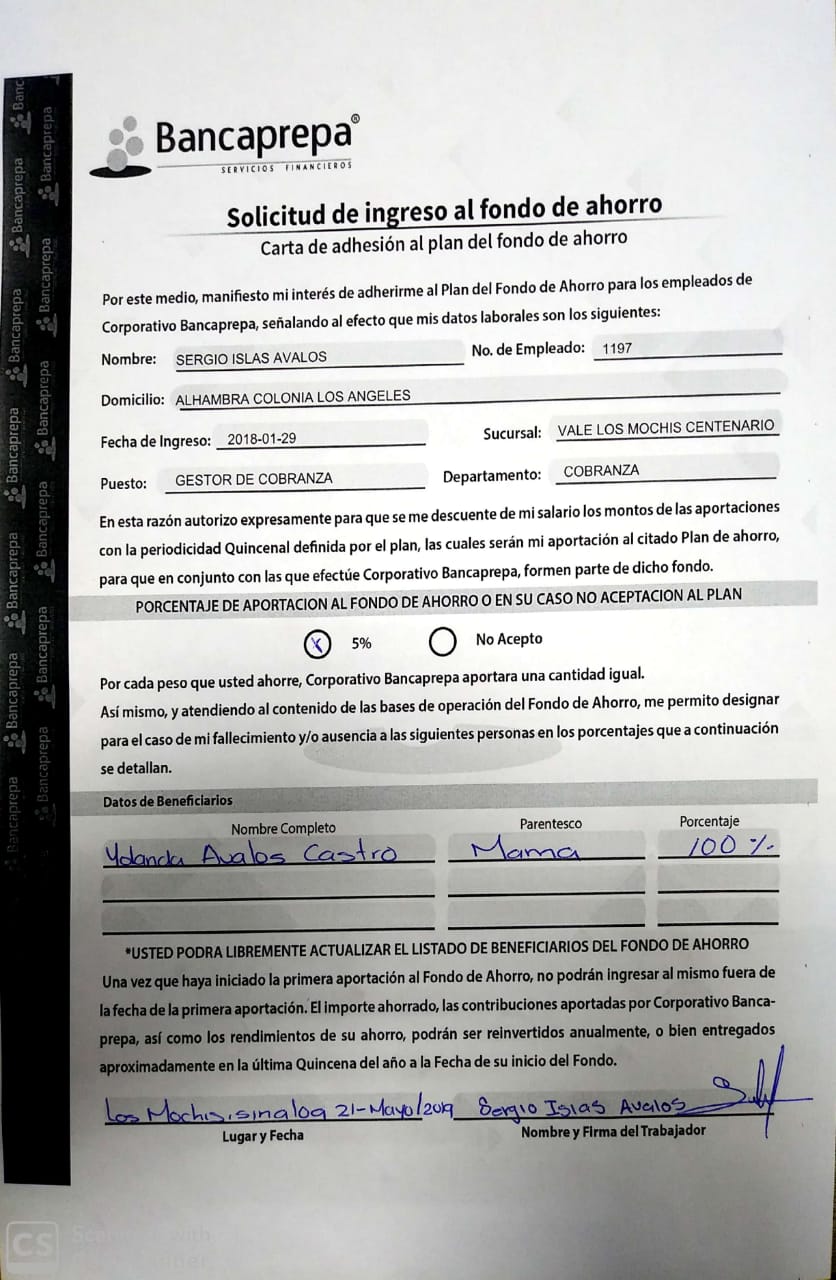 Bancaprepa®
SERVICIOS FINANCIEROS
Solicitud de ingreso al fondo de ahorro
Carta de adhesión al plan del fondo de ahorro
Por este medio, manifiesto mi interés de adherirme al Plan del Fondo de Ahorro para los empleados de
Corporativo Bancaprepa, señalando al efecto que mis datos laborales son los siguientes:
Nombre: SERGIO ISLAS AVALOS No. de Empleado: 1197
Domicilio: ALHAMBRA COLONIA LOS ANGELES
Fecha de Ingreso: 2018-01-29 Sucursal: VALE LOS MOCHIS CENTENARIO
Puesto: GESTOR DE COBRANZA Departamento: COBRANZA
En esta razón autorizo expresamente para que se me descuente de mi salario los montos de las aportaciones
con la periodicidad Quincenal definida por el plan, las cuales serán mi aportación al citado Plan de ahorro,
para que en conjunto con las que efectúe Corporativo Bancaprepa, formen parte de dicho fondo.
PORCENTAJE DE APORTACION AL FONDO DE AHORRO O EN SU CASO NO ACEPTACION AL PLAN
X 5% No Acepto
Por cada peso que usted ahorre, Corporativo Bancaprepa aportara una cantidad igual.
Así mismo, y atendiendo al contenido de las bases de operación del Fondo de Ahorro, me permito designar
para el caso de mi fallecimiento y/o ausencia a las siguientes personas en los porcentajes que a continuación
se detallan.
Datos de Beneficiarios
Nombre Completo Parentesco Porcentaje
Yolanda Avalos Castro Mama 100 %
*USTED PODRA LIBREMENTE ACTUALIZAR EL LISTADO DE BENEFICIARIOS DEL FONDO DE AHORRO
Una vez que haya iniciado la primera aportación al Fondo de Ahorro, no podrán ingresar al mismo fuera de
la fecha de la primera aportación. El importe ahorrado, las contribuciones aportadas por Corporativo Banca-
prepa, así como los rendimientos de su ahorro, podrán ser reinvertidos anualmente, o bien entregados
aproximadamente en la última Quincena del año a la Fecha de su inicio del Fondo.
Los Mochis, sinaloa 21-Mayo/2019 Sergio Islas Avalos
Lugar y Fecha Nombre y Firma del Trabajador
CS Scanned with